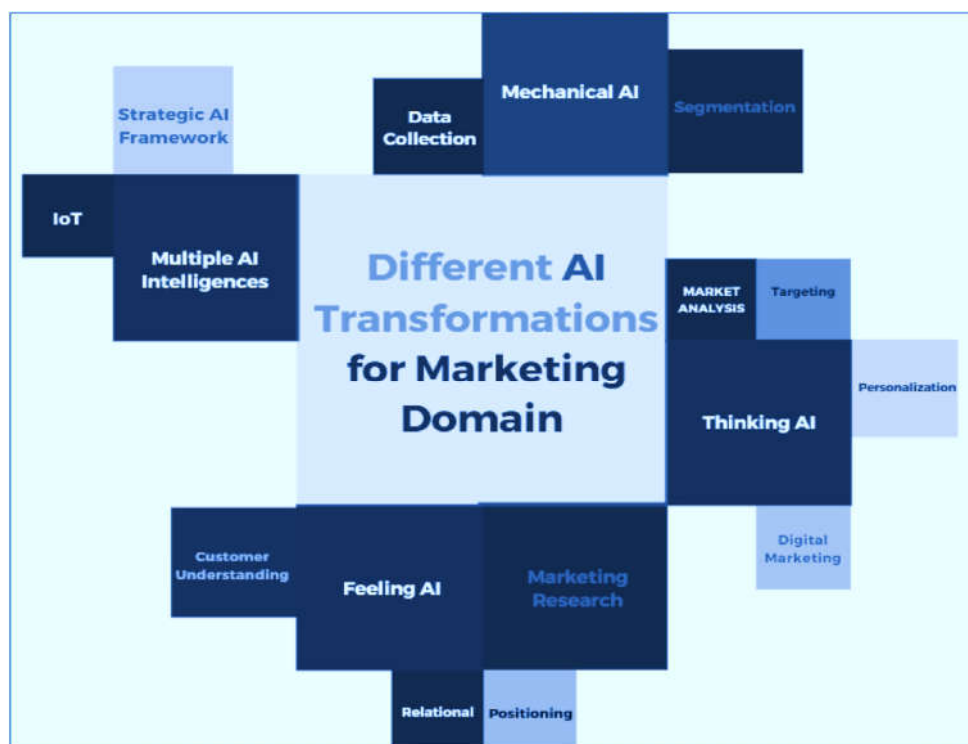 Mechanical AI
Data
Collection
Segmentation
Strategic AI
Framework
IoT
Multiple AI
Intelligences
Different AI
Transformations
for Marketing
Domain
MARKET
ANALYSIS
Targeting
Personalization
Thinking AI
Digital
Marketing
Customer
Understanding
Feeling AI
Marketing
Research
Relational
Positioning